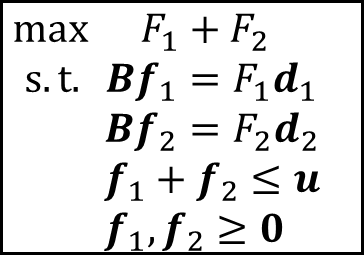 max F₁ + F₂
s.t. Bf₁ = F₁d₁
Bf₂ = F₂d₂
f₁ + f₂ ≤ u
f₁, f₂ ≥ 0